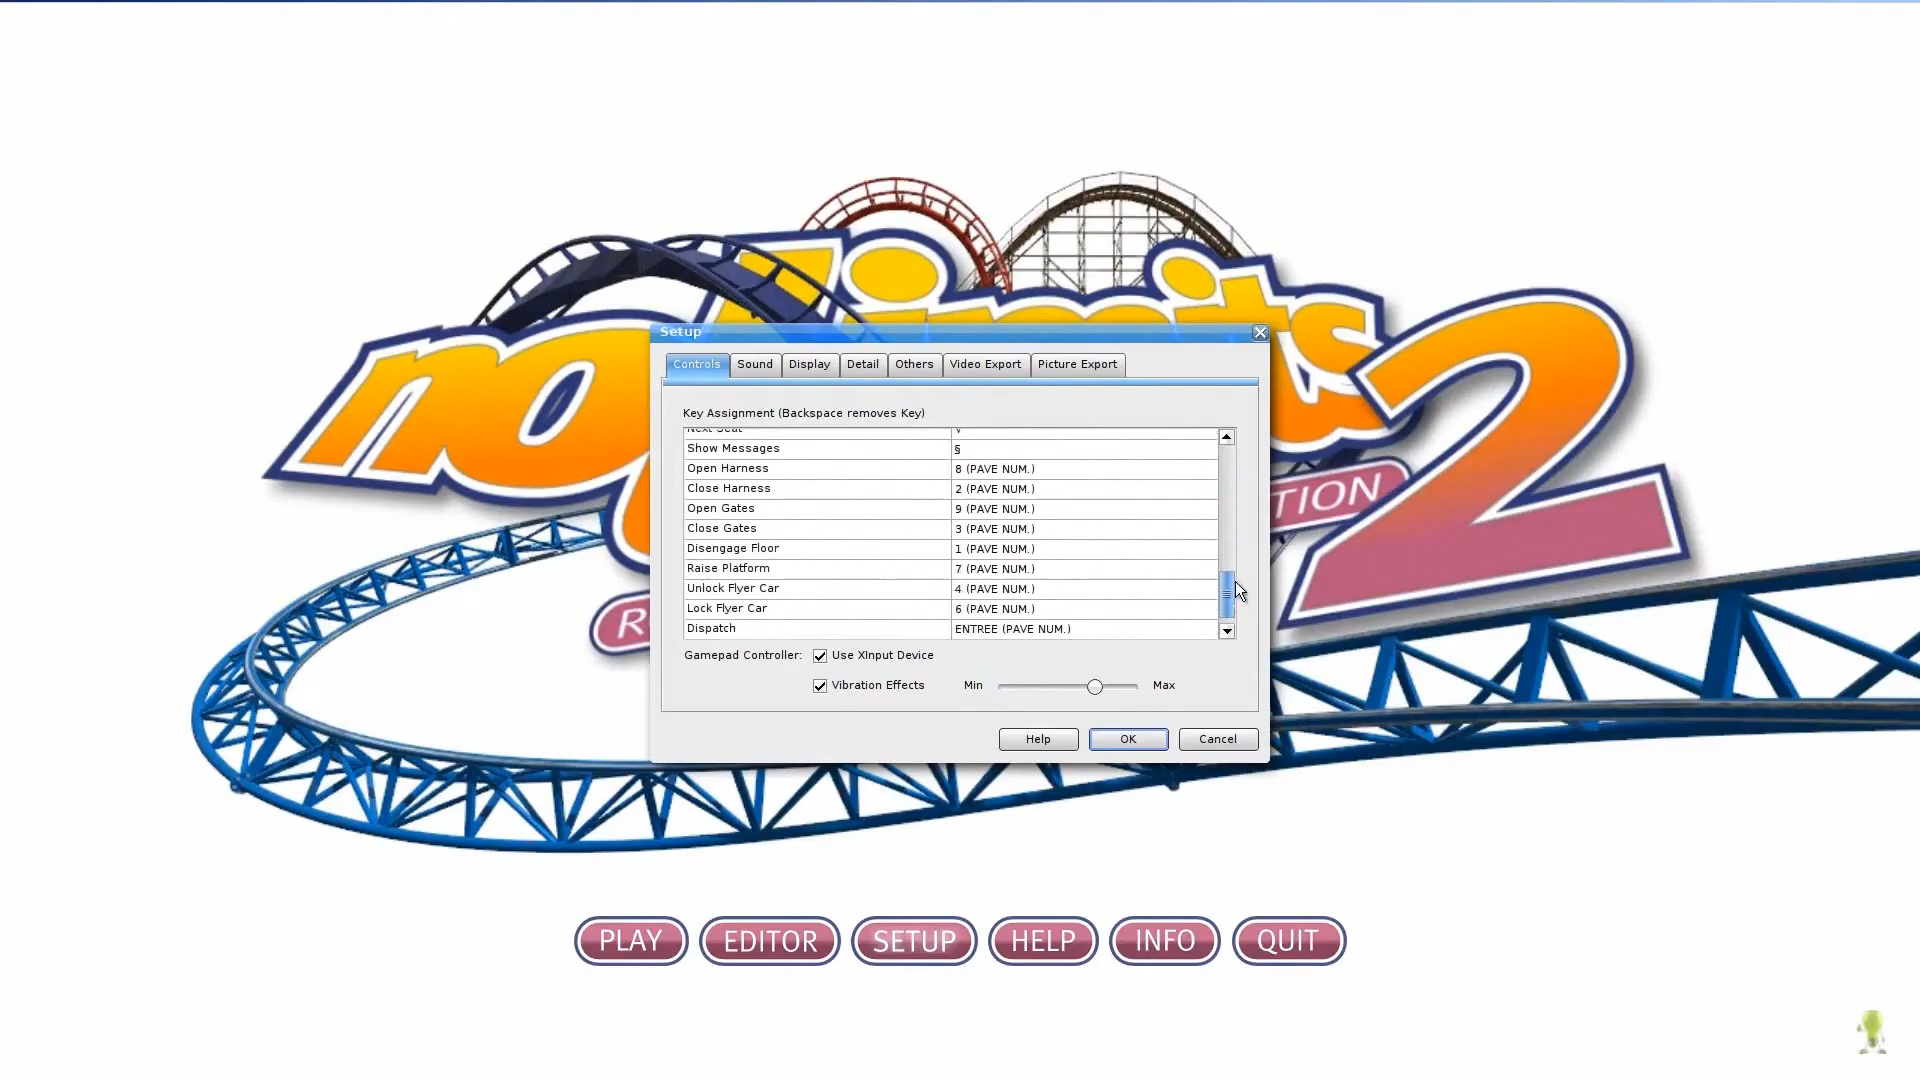 noLimits 2
R
TION
Setup
Controls Sound Display Detail Others Video Export Picture Export
Key Assignment (Backspace removes Key)
Next Seat
Show Messages §
Open Harness 8 (PAVE NUM.)
Close Harness 2 (PAVE NUM.)
Open Gates 9 (PAVE NUM.)
Close Gates 3 (PAVE NUM.)
Disengage Floor 1 (PAVE NUM.)
Raise Platform 7 (PAVE NUM.)
Unlock Flyer Car 4 (PAVE NUM.)
Lock Flyer Car 6 (PAVE NUM.)
Dispatch ENTREE (PAVE NUM.)
Gamepad Controller: Use XInput Device
Vibration Effects Min Max
Help OK Cancel
PLAY EDITOR SETUP HELP INFO QUIT